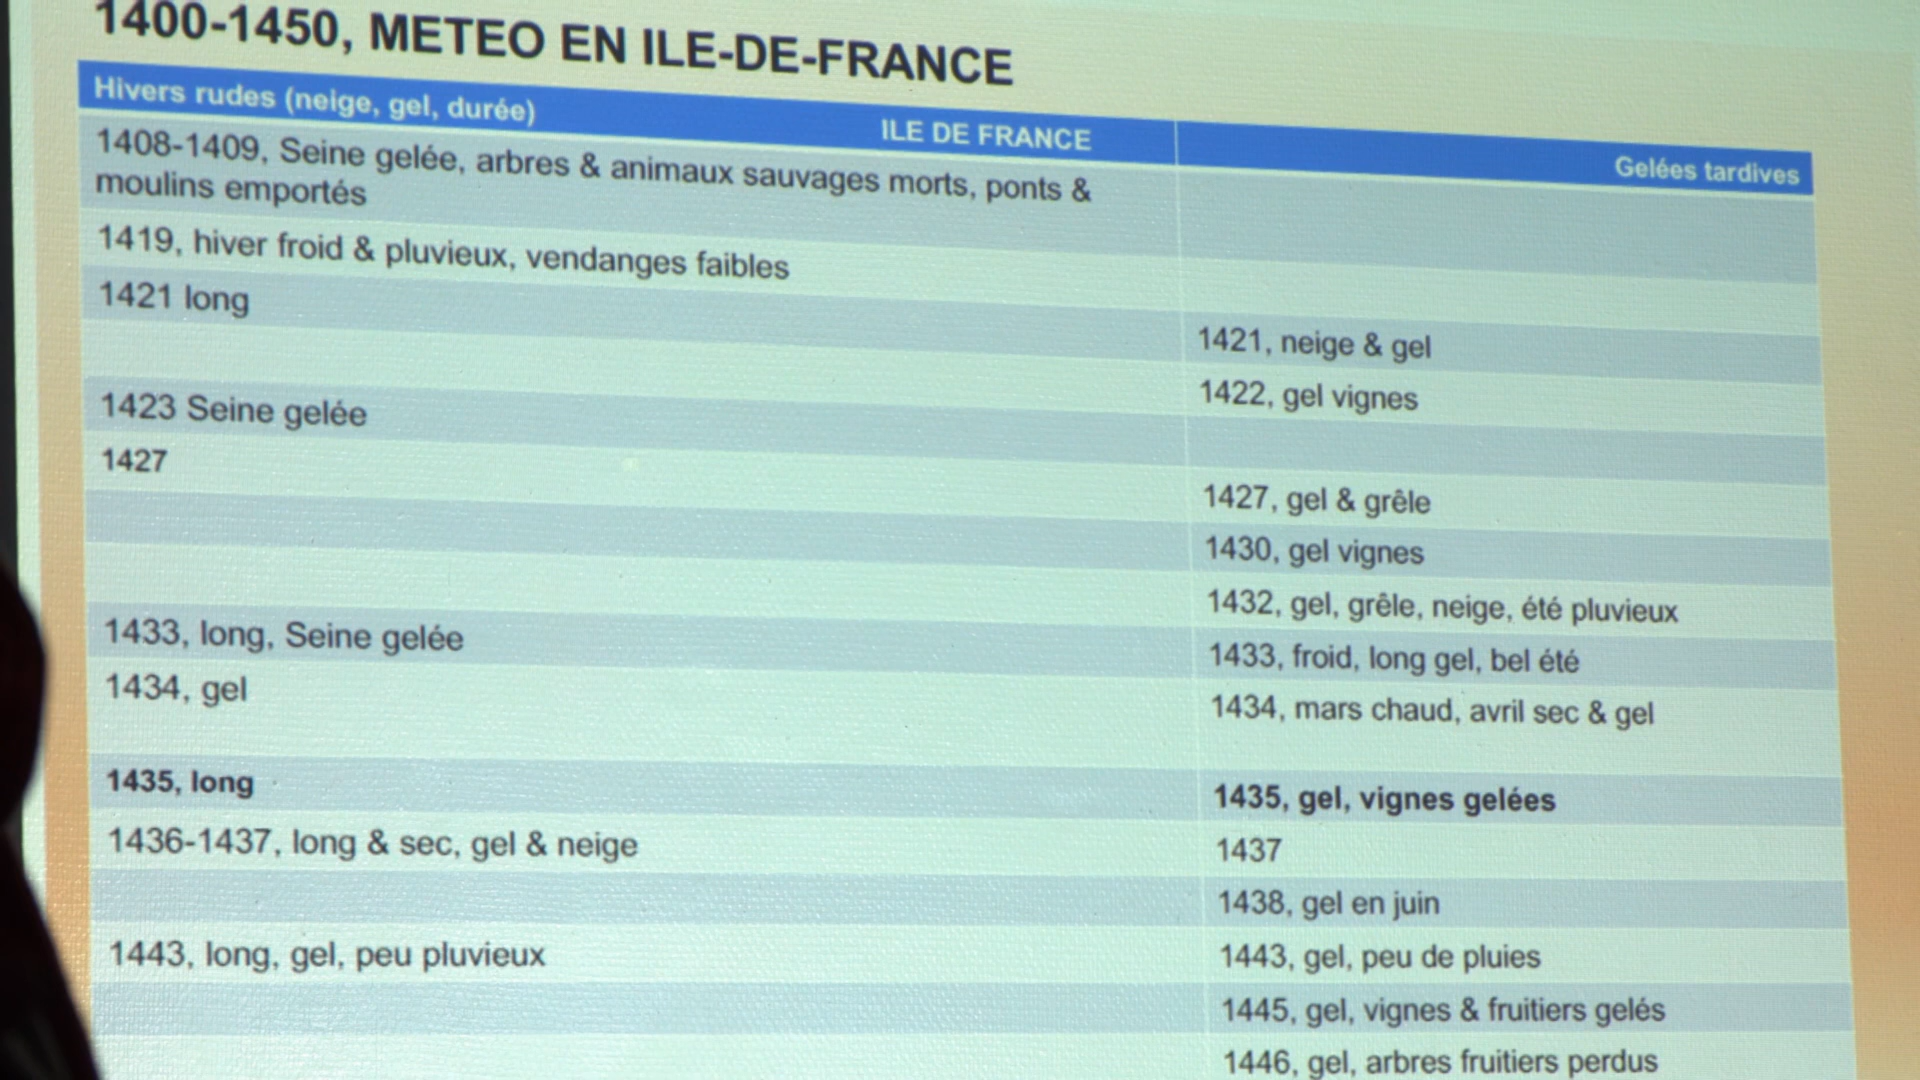 1400-1450, METEO EN ILE-DE-FRANCE
Hivers rudes (neige, gel, durée)
ILE DE FRANCE
Gelées tardives
1408-1409, Seine gelée, arbres & animaux sauvages morts, ponts &
moulins emportés
1419, hiver froid & pluvieux, vendanges faibles
1421 long
1421, neige & gel
1422, gel vignes
1423 Seine gelée
1427
1427, gel & grêle
1430, gel vignes
1432, gel, grêle, neige, été pluvieux
1433, long, Seine gelée
1433, froid, long gel, bel été
1434, gel
1434, mars chaud, avril sec & gel
1435, long
1435, gel, vignes gelées
1436-1437, long & sec, gel & neige
1437
1438, gel en juin
1443, long, gel, peu pluvieux
1443, gel, peu de pluies
1445, gel, vignes & fruitiers gelés
1446, gel, arbres fruitiers perdus